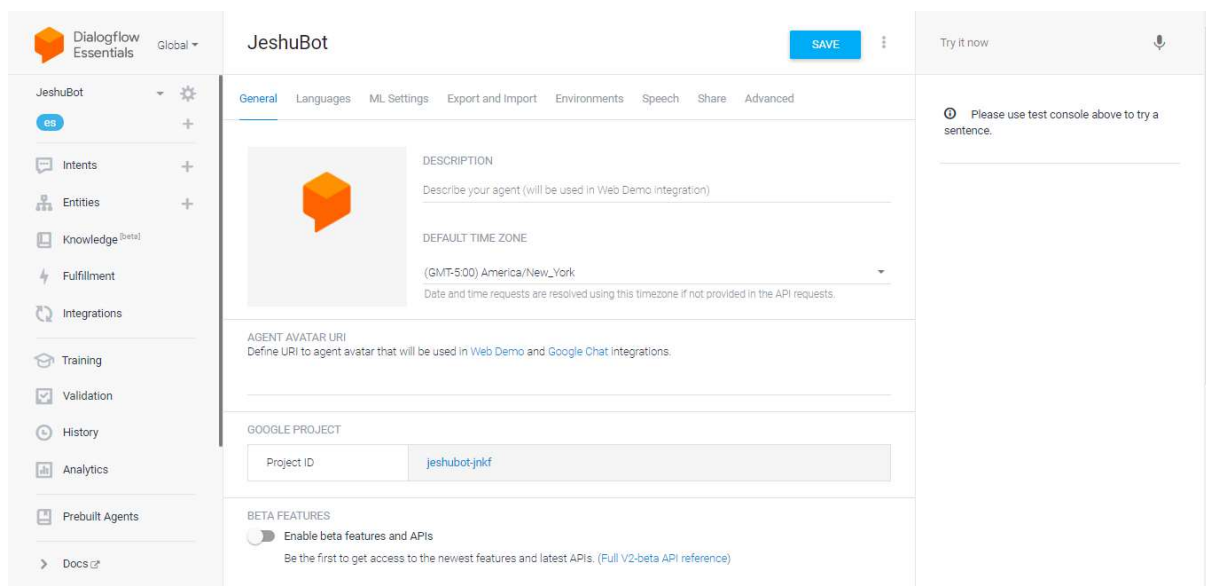 Dialogflow
Essentials
Global
JeshuBot
es
Intents
Entities
Knowledge [beta]
Fulfillment
Integrations
Training
Validation
History
Analytics
Prebuilt Agents
Docs
JeshuBot
SAVE
General Languages ML Settings Export and Import Environments Speech Share Advanced
DESCRIPTION
Describe your agent (will be used in Web Demo integration)
DEFAULT TIME ZONE
(GMT-5:00) America/New_York
Date and time requests are resolved using this timezone if not provided in the API requests.
AGENT AVATAR URI
Define URI to agent avatar that will be used in Web Demo and Google Chat integrations.
GOOGLE PROJECT
Project ID jeshubot-jnkf
BETA FEATURES
Enable beta features and APIs
Be the first to get access to the newest features and latest APIs. (Full V2-beta API reference)
Try it now
Please use test console above to try a
sentence.